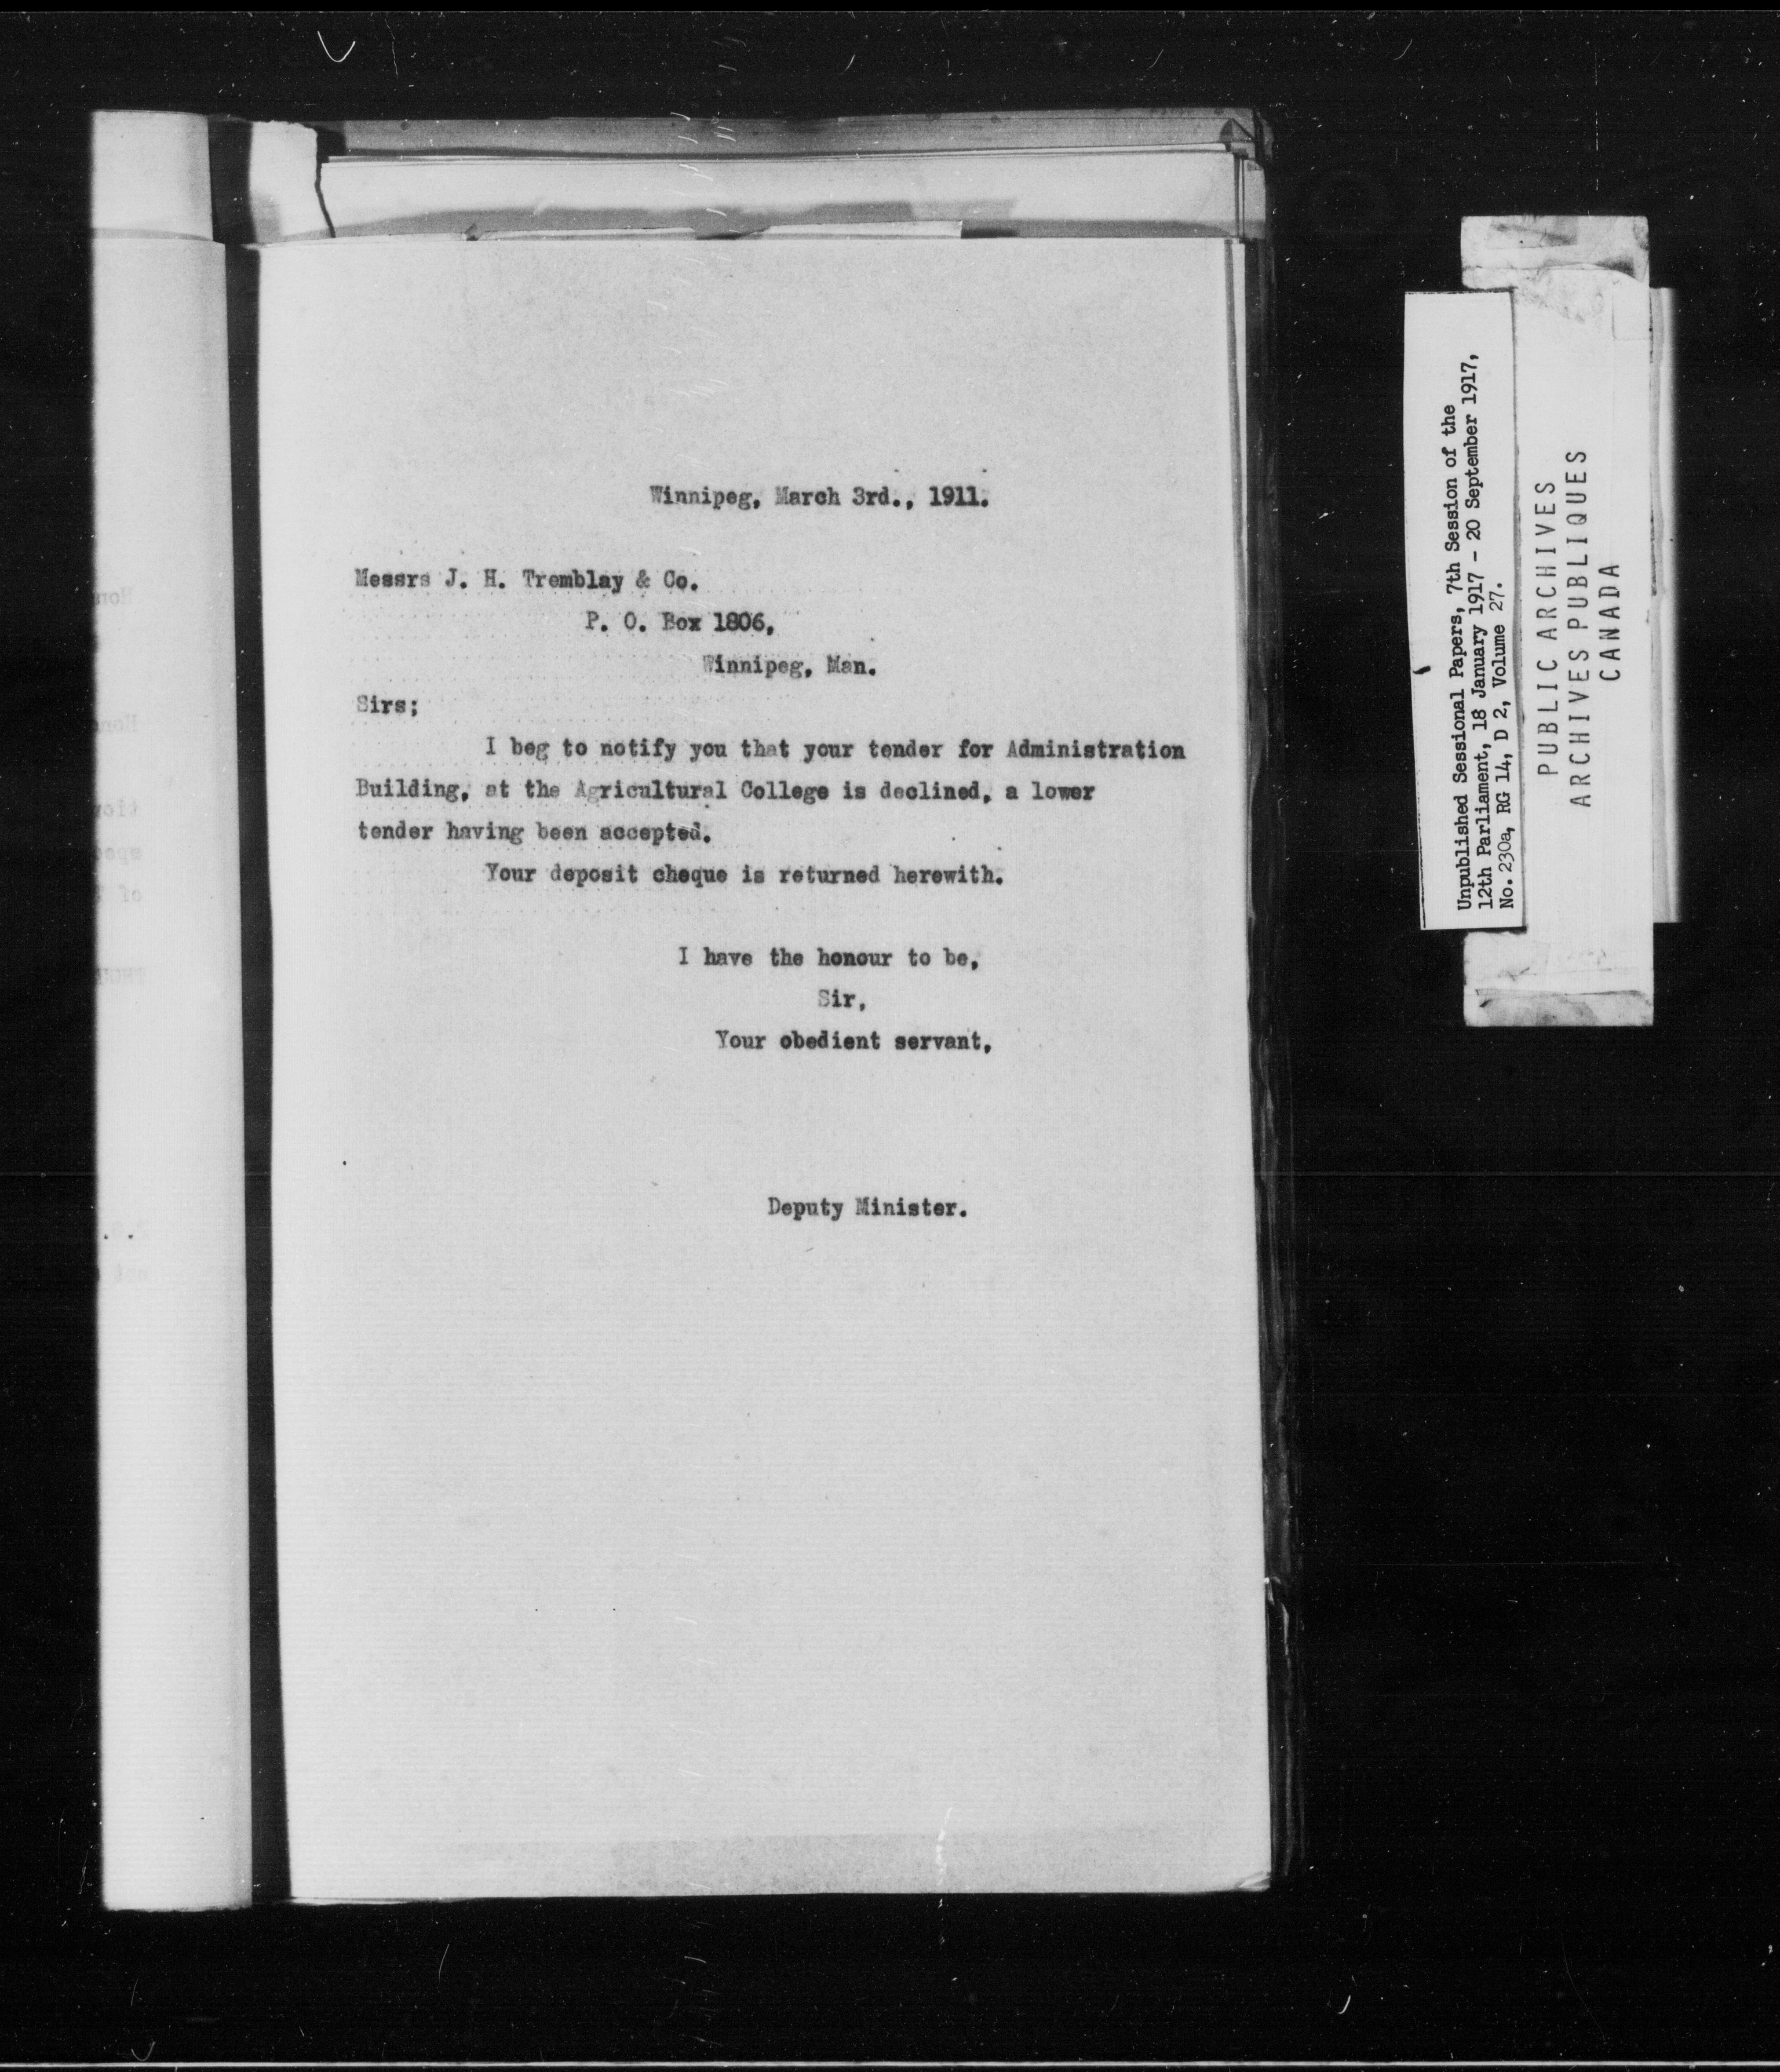 Winnipeg, March 3rd., 1911.
Messrs J. H. Tremblay & Co.
P. O. Box 1806,
Winnipeg, Man.
Sirs;
I beg to notify you that your tender for Administration
Building, at the Agricultural College is declined, a lower
tender having been accepted.
Your deposit cheque is returned herewith.
I have the honour to be,
Sir,
Your obedient servant,
Deputy Minister.
Unpublished Sessional Papers, 7th Session of the
12th Parliament, 18 January 1917 - 20 September 1917,
No. 230a, RG 14, D 2, Volume 27.
PUBLIC ARCHIVES
ARCHIVES PUBLIQUES
CANADA